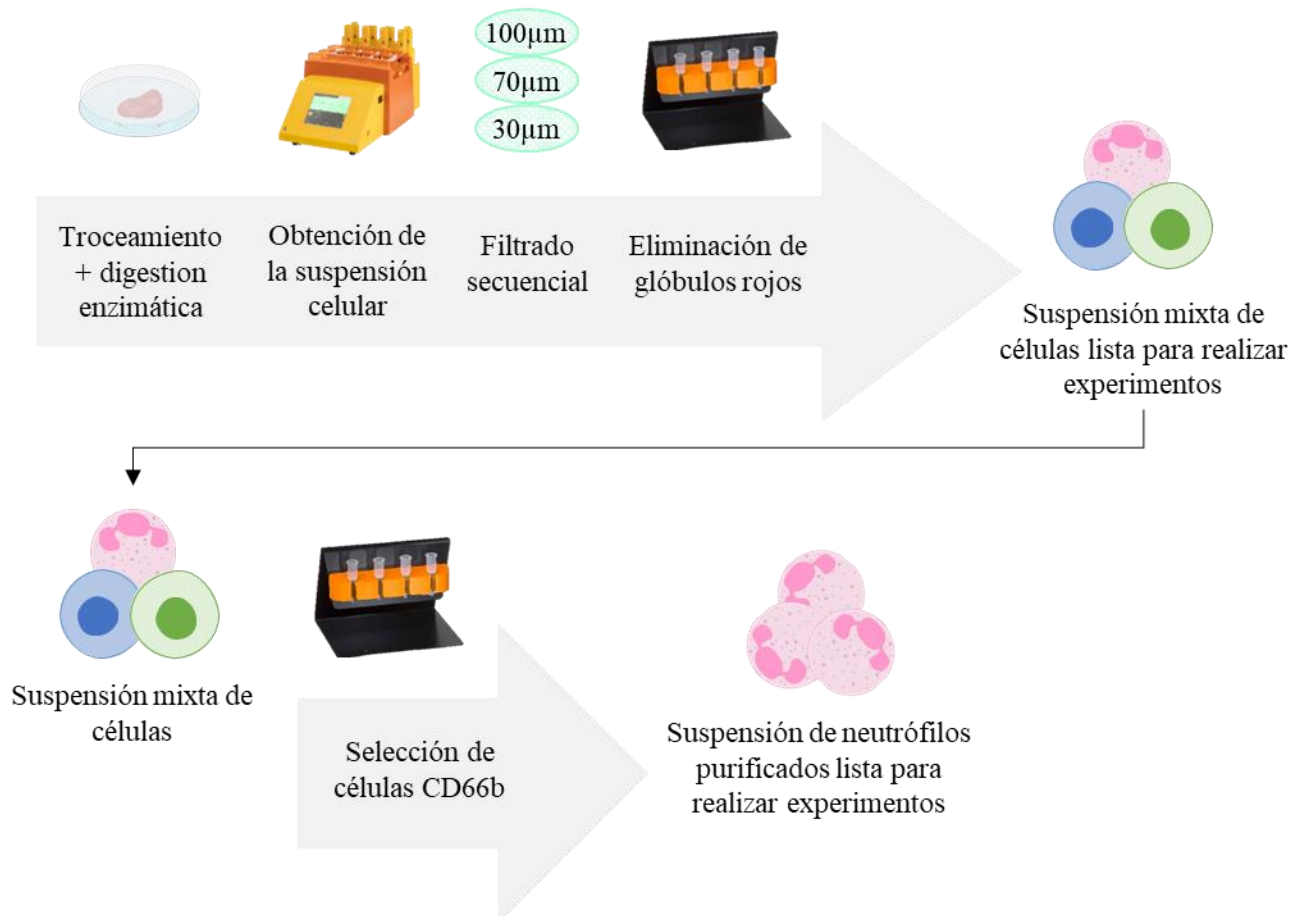 100µm
70µm
30µm
Troceamiento
+ digestion
enzimática
Obtención de
la suspensión
celular
Filtrado
secuencial
Eliminación de
glóbulos rojos
Suspensión mixta de
células lista para realizar
experimentos
Suspensión mixta de
células
Selección de
células CD66b
Suspensión de neutrófilos
purificados lista para
realizar experimentos